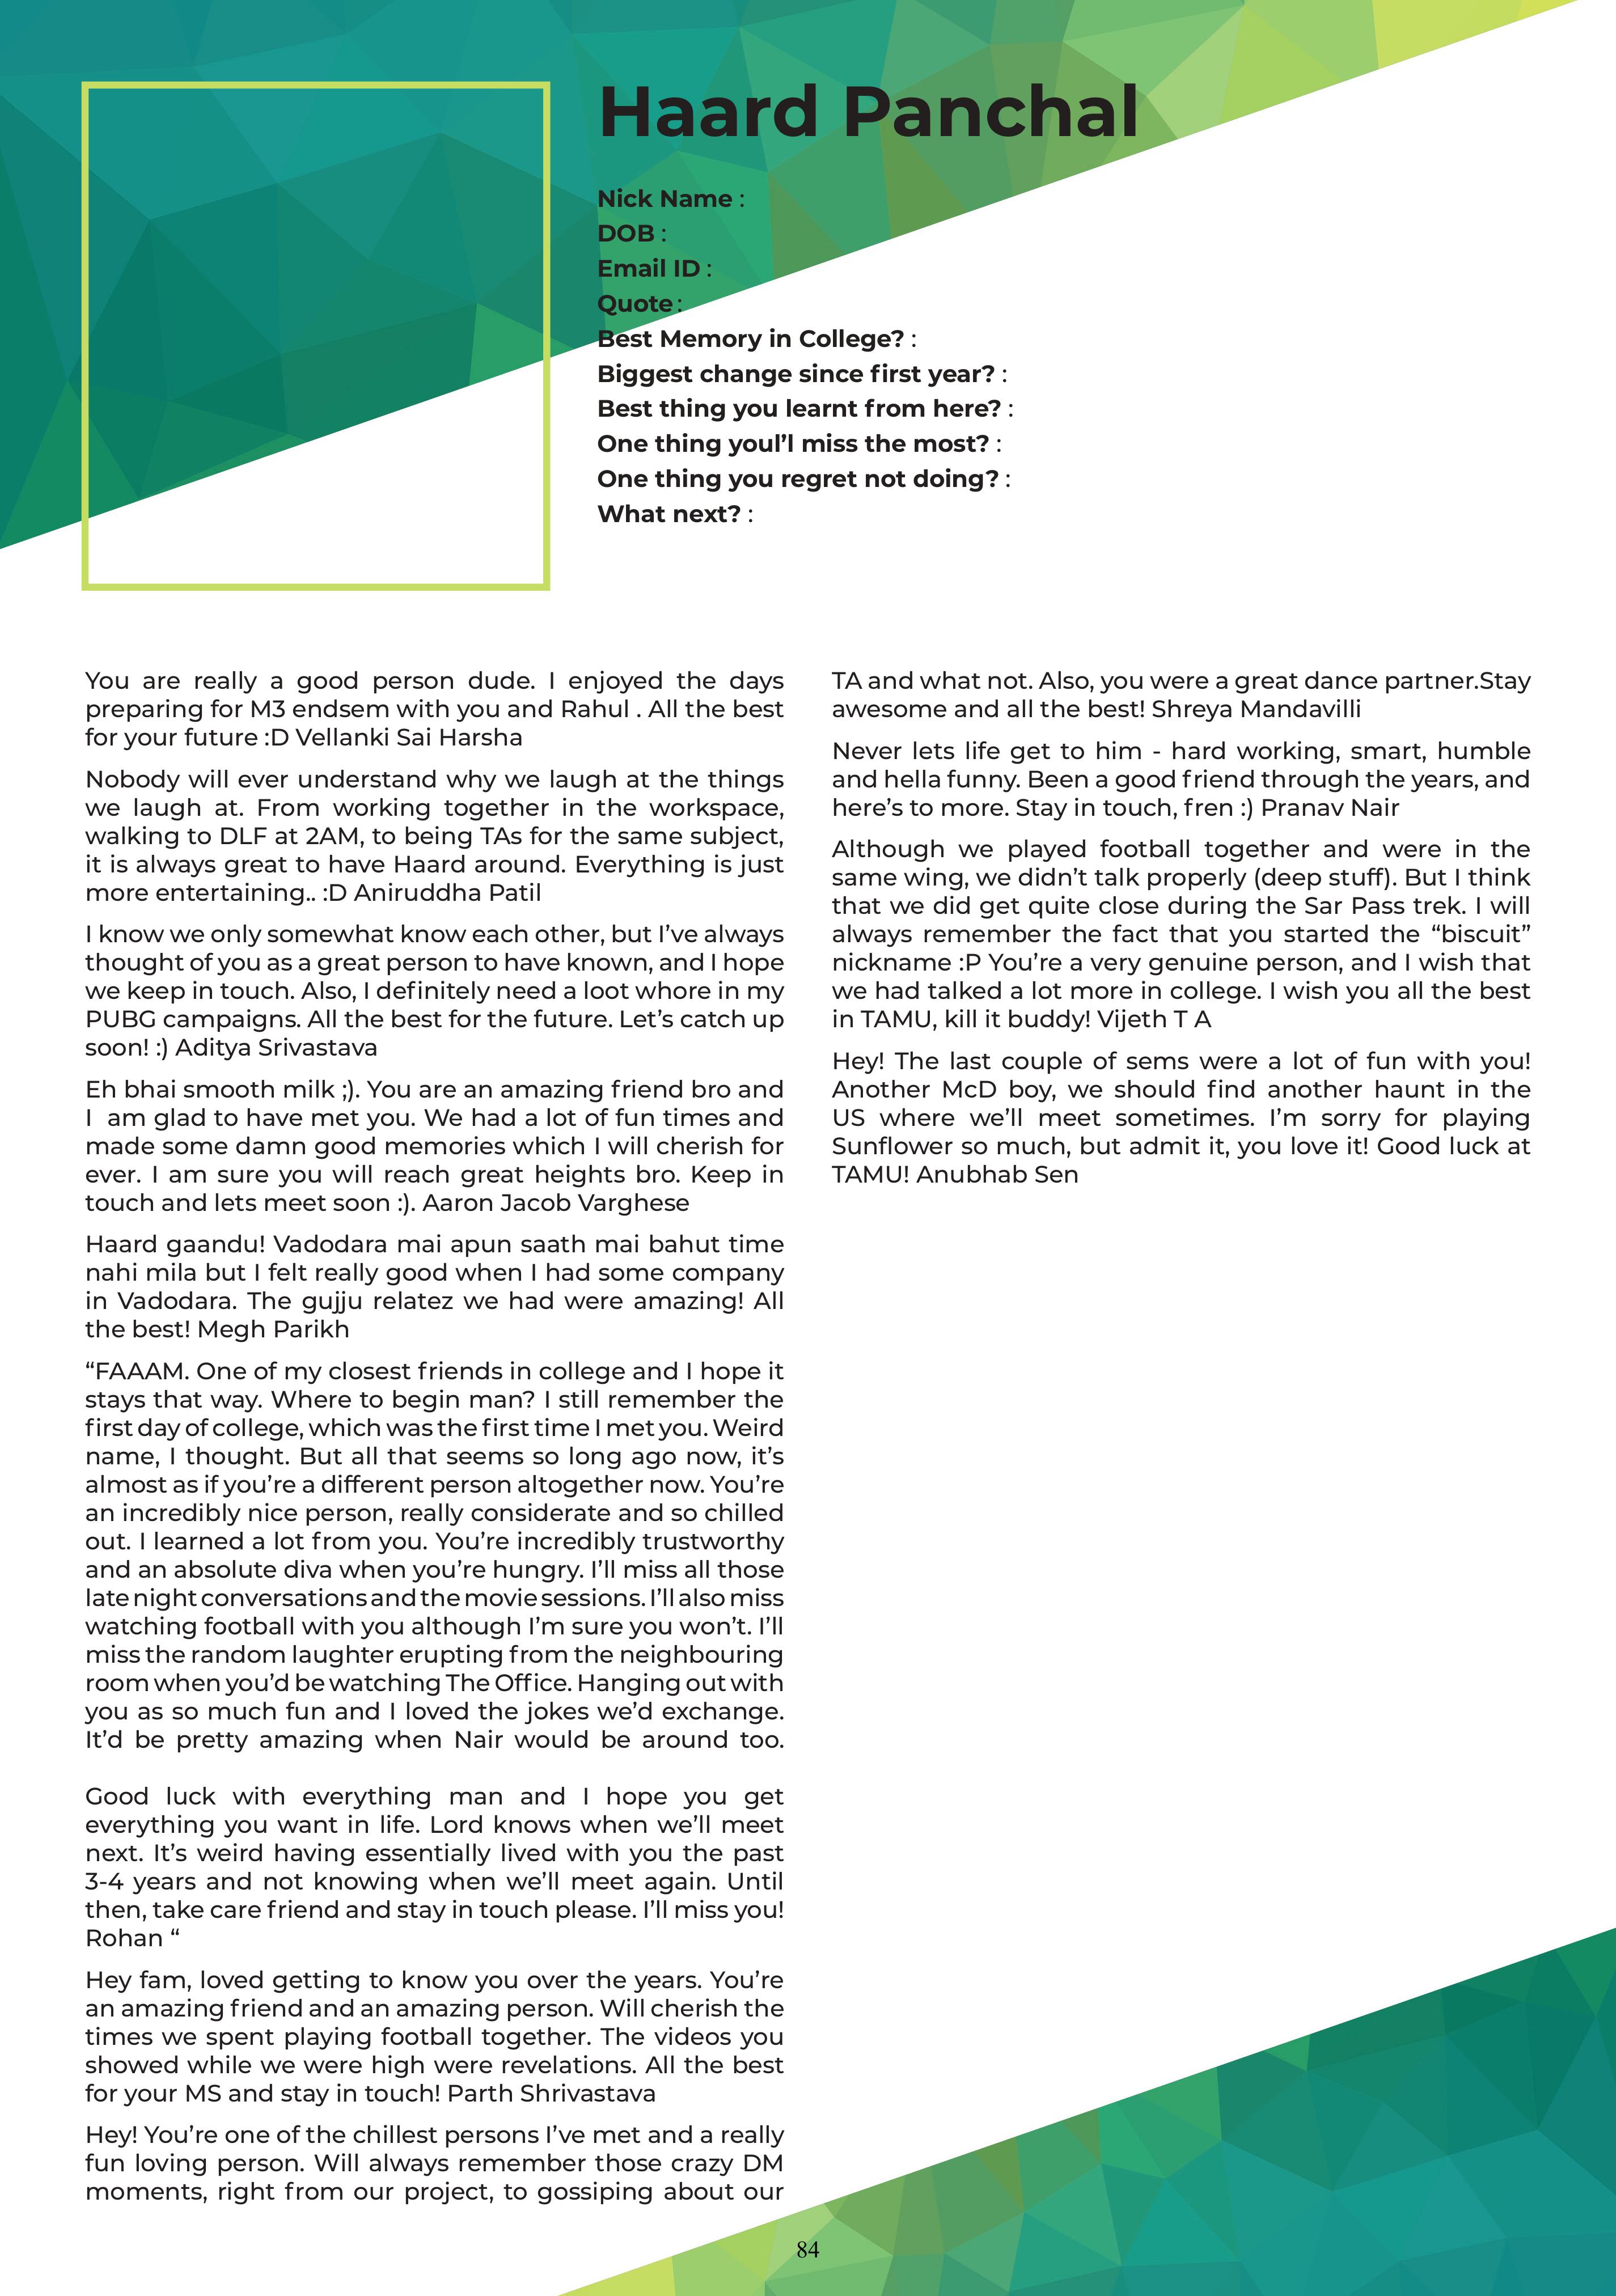 Haard Panchal
Nick Name :
DOB :
Email ID :
Quote :
Best Memory in College? :
Biggest change since first year? :
Best thing you learnt from here? :
One thing youl’l miss the most? :
One thing you regret not doing? :
What next? :
You are really a good person dude. I enjoyed the days
preparing for M3 endsem with you and Rahul . All the best
for your future :D Vellanki Sai Harsha
Nobody will ever understand why we laugh at the things
we laugh at. From working together in the workspace,
walking to DLF at 2AM, to being TAs for the same subject,
it is always great to have Haard around. Everything is just
more entertaining.. :D Aniruddha Patil
I know we only somewhat know each other, but I’ve always
thought of you as a great person to have known, and I hope
we keep in touch. Also, I definitely need a loot whore in my
PUBG campaigns. All the best for the future. Let’s catch up
soon! :) Aditya Srivastava
Eh bhai smooth milk ;). You are an amazing friend bro and
I am glad to have met you. We had a lot of fun times and
made some damn good memories which I will cherish for
ever. I am sure you will reach great heights bro. Keep in
touch and lets meet soon :). Aaron Jacob Varghese
Haard gaandu! Vadodara mai apun saath mai bahut time
nahi mila but I felt really good when I had some company
in Vadodara. The gujju relatez we had were amazing! All
the best! Megh Parikh
“FAAAM. One of my closest friends in college and I hope it
stays that way. Where to begin man? I still remember the
first day of college, which was the first time I met you. Weird
name, I thought. But all that seems so long ago now, it’s
almost as if you’re a different person altogether now. You’re
an incredibly nice person, really considerate and so chilled
out. I learned a lot from you. You’re incredibly trustworthy
and an absolute diva when you’re hungry. I’ll miss all those
late night conversations and the movie sessions. I’ll also miss
watching football with you although I’m sure you won’t. I’ll
miss the random laughter erupting from the neighbouring
room when you’d be watching The Office. Hanging out with
you as so much fun and I loved the jokes we’d exchange.
It’d be pretty amazing when Nair would be around too.
Good luck with everything man and I hope you get
everything you want in life. Lord knows when we’ll meet
next. It’s weird having essentially lived with you the past
3-4 years and not knowing when we’ll meet again. Until
then, take care friend and stay in touch please. I’ll miss you!
Rohan “
Hey fam, loved getting to know you over the years. You’re
an amazing friend and an amazing person. Will cherish the
times we spent playing football together. The videos you
showed while we were high were revelations. All the best
for your MS and stay in touch! Parth Shrivastava
Hey! You’re one of the chillest persons I’ve met and a really
fun loving person. Will always remember those crazy DM
moments, right from our project, to gossiping about our
TA and what not. Also, you were a great dance partner.Stay
awesome and all the best! Shreya Mandavilli
Never lets life get to him - hard working, smart, humble
and hella funny. Been a good friend through the years, and
here’s to more. Stay in touch, fren :) Pranav Nair
Although we played football together and were in the
same wing, we didn’t talk properly (deep stuff). But I think
that we did get quite close during the Sar Pass trek. I will
always remember the fact that you started the “biscuit”
nickname :P You’re a very genuine person, and I wish that
we had talked a lot more in college. I wish you all the best
in TAMU, kill it buddy! Vijeth T A
Hey! The last couple of sems were a lot of fun with you!
Another McD boy, we should find another haunt in the
US where we’ll meet sometimes. I’m sorry for playing
Sunflower so much, but admit it, you love it! Good luck at
TAMU! Anubhab Sen
84